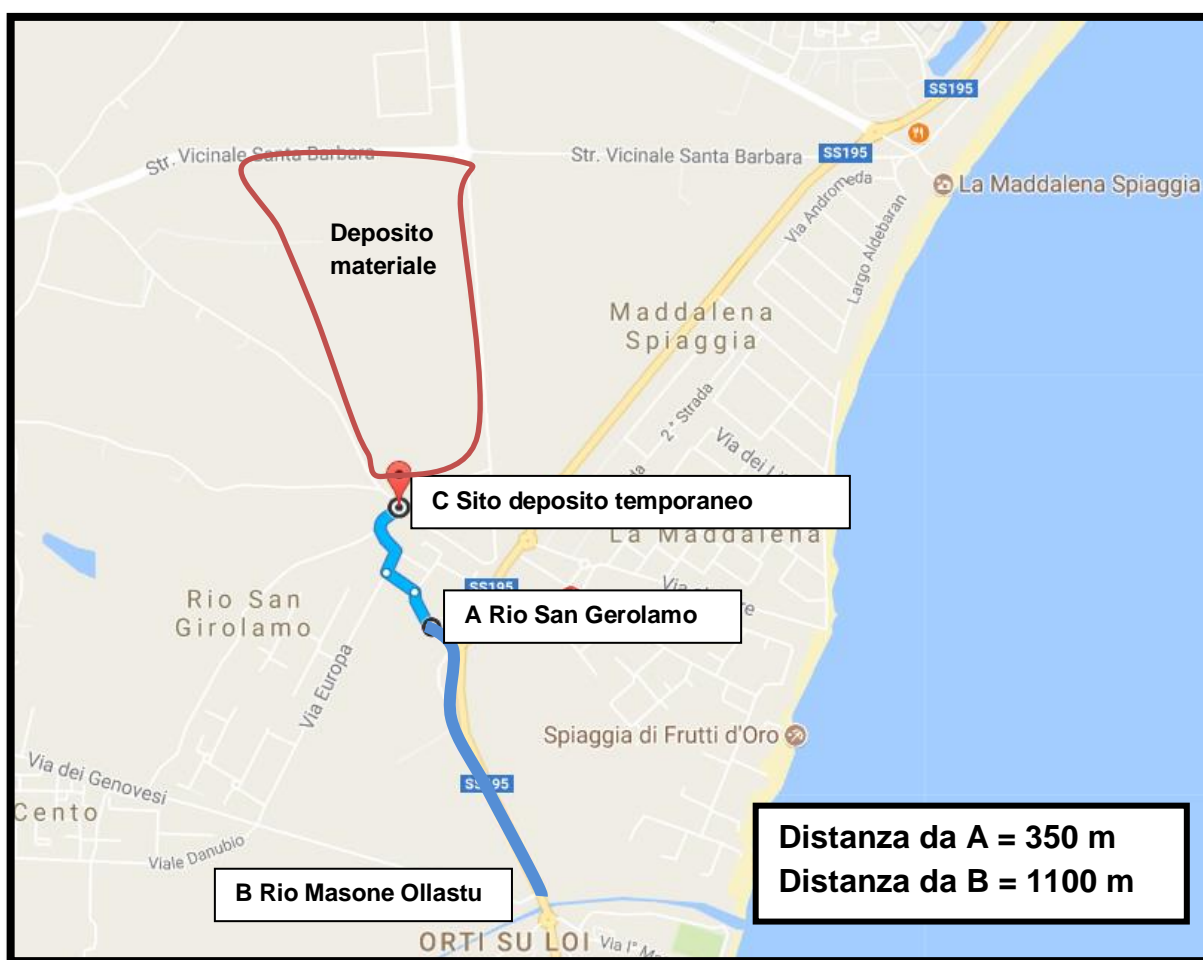 SS195
Str. Vicinale Santa Barbara
Str. Vicinale Santa Barbara
SS195
La Maddalena Spiaggia
Via Andromeda
Largo Aldebaran
Deposito
materiale
Maddalena
Spiaggia
2° Strada
Via dei
C Sito deposito temporaneo
La Maddalena
SS195
Rio San
Girolamo
A Rio San Gerolamo
Via Europa
Spiaggia di Frutti d'Oro
Via dei Genovesi
SS195
Cento
Viale Danubio
Distanza da A = 350 m
Distanza da B = 1100 m
B Rio Masone Ollastu
ORTI SU LOI
Via I°